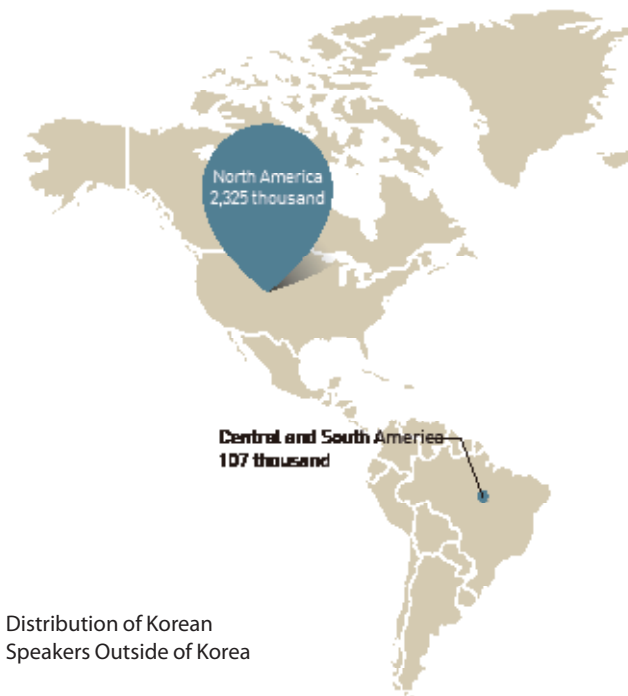 North America
2,325 thousand
Central and South America
107 thousand
Distribution of Korean
Speakers Outside of Korea